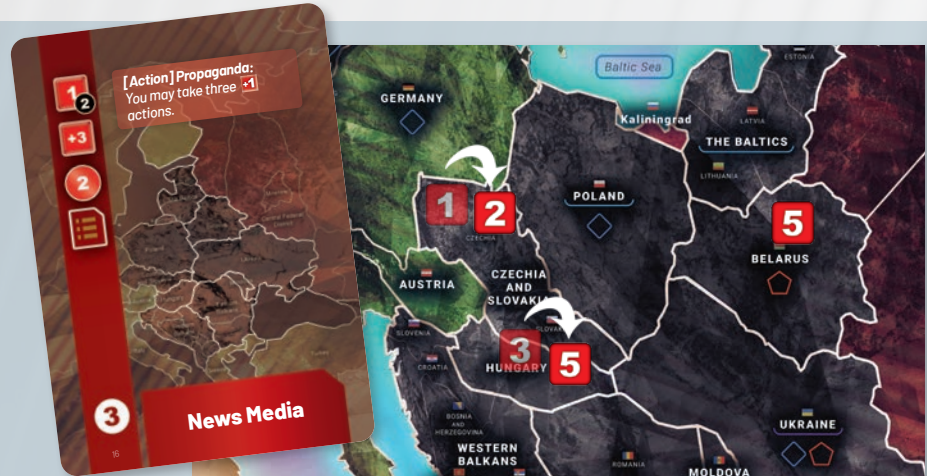 1
2
+3
2
[Action] Propaganda:
You may take three +1
actions.
3
16
News Media
Baltic Sea
ESTONIA
GERMANY
Kaliningrad
LATVIA
THE BALTICS
LITHUANIA
POLAND
1
2
CZECHIA
5
BELARUS
CZECHIA
AND
SLOVAKIA
AUSTRIA
SLOVENIA
SLOVAK
3
5
HUNGARY
CROATIA
BOSNIA
AND
HERZEGOVINA
WESTERN
BALKANS
ROMANIA
MOLDOVA
UKRAINE